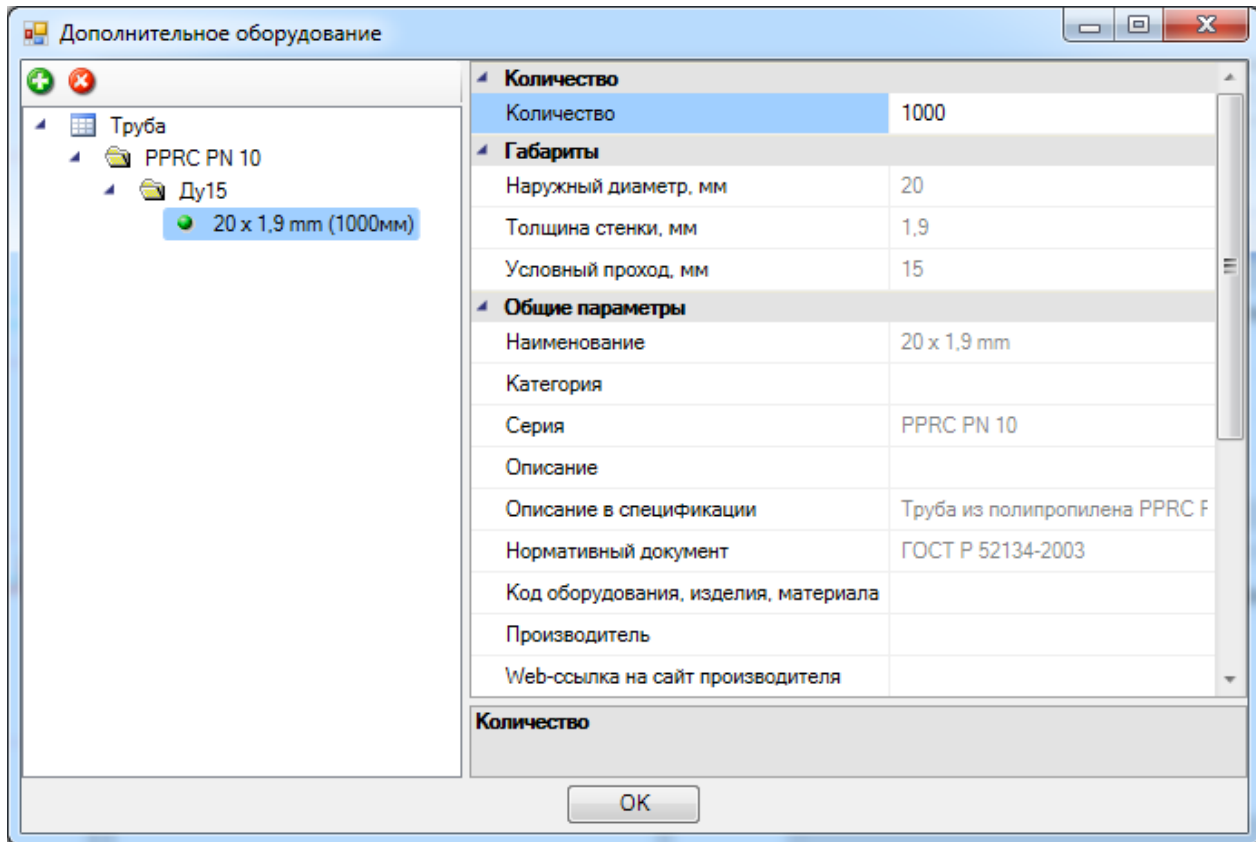 Дополнительное оборудование
Труба
PPRC PN 10
Ду15
20 x 1,9 mm (1000мм)
Количество
Количество 1000
Габариты
Наружный диаметр, мм 20
Толщина стенки, мм 1,9
Условный проход, мм 15
Общие параметры
Наименование 20 x 1,9 mm
Категория
Серия PPRC PN 10
Описание
Описание в спецификации Труба из полипропилена PPRC
Нормативный документ ГОСТ Р 52134-2003
Код оборудования, изделия, материала
Производитель
Web-ссылка на сайт производителя
Количество
OK